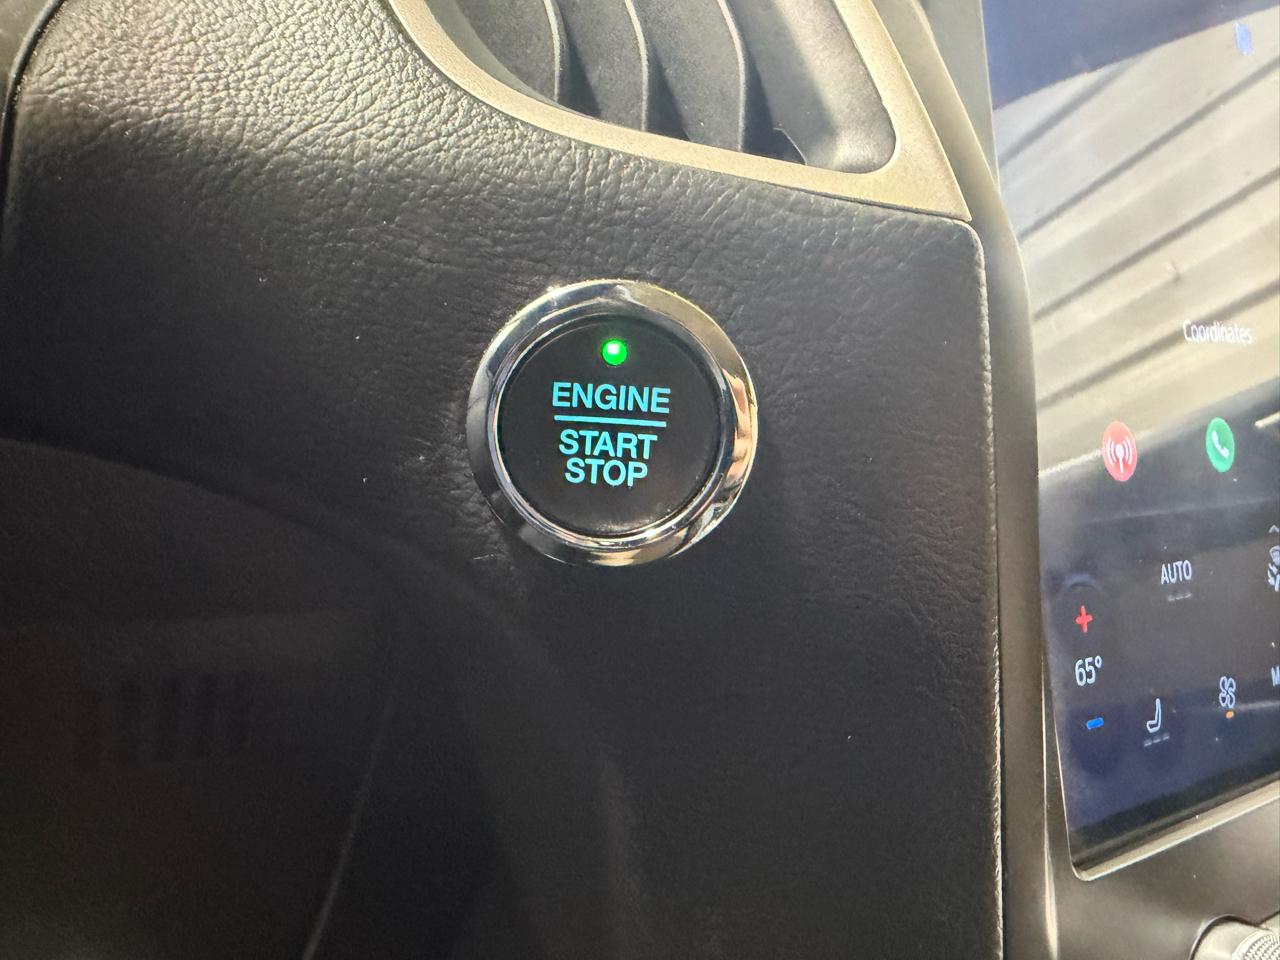 ENGINE
START
STOP
Coordinates
AUTO
65°